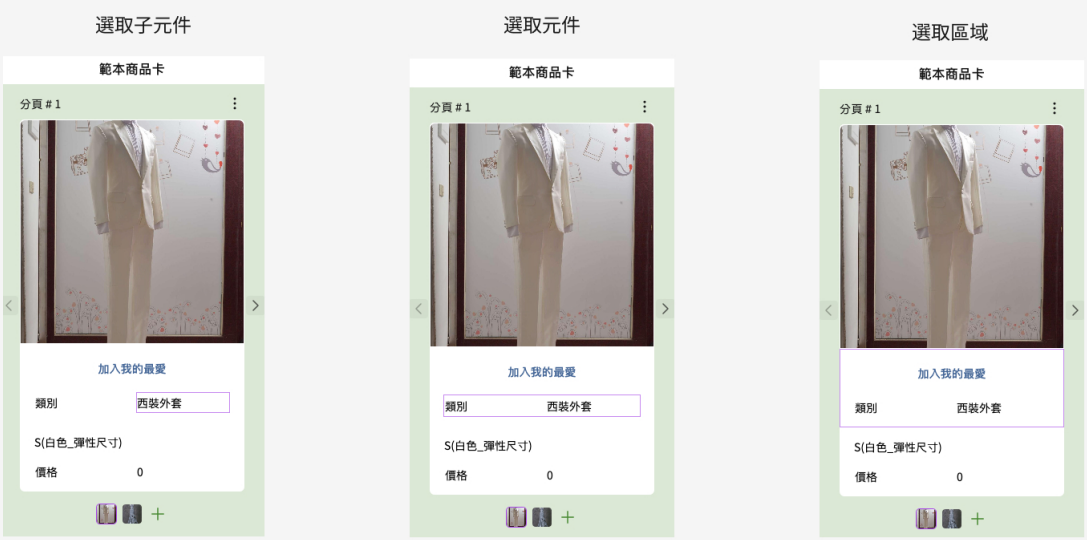 選取子元件
範本商品卡
分頁 # 1
加入我的最愛
類別 西裝外套
S(白色_彈性尺寸)
價格 0
選取元件
範本商品卡
分頁 # 1
加入我的最愛
類別 西裝外套
S(白色_彈性尺寸)
價格 0
選取區域
範本商品卡
分頁 # 1
加入我的最愛
類別 西裝外套
S(白色_彈性尺寸)
價格 0